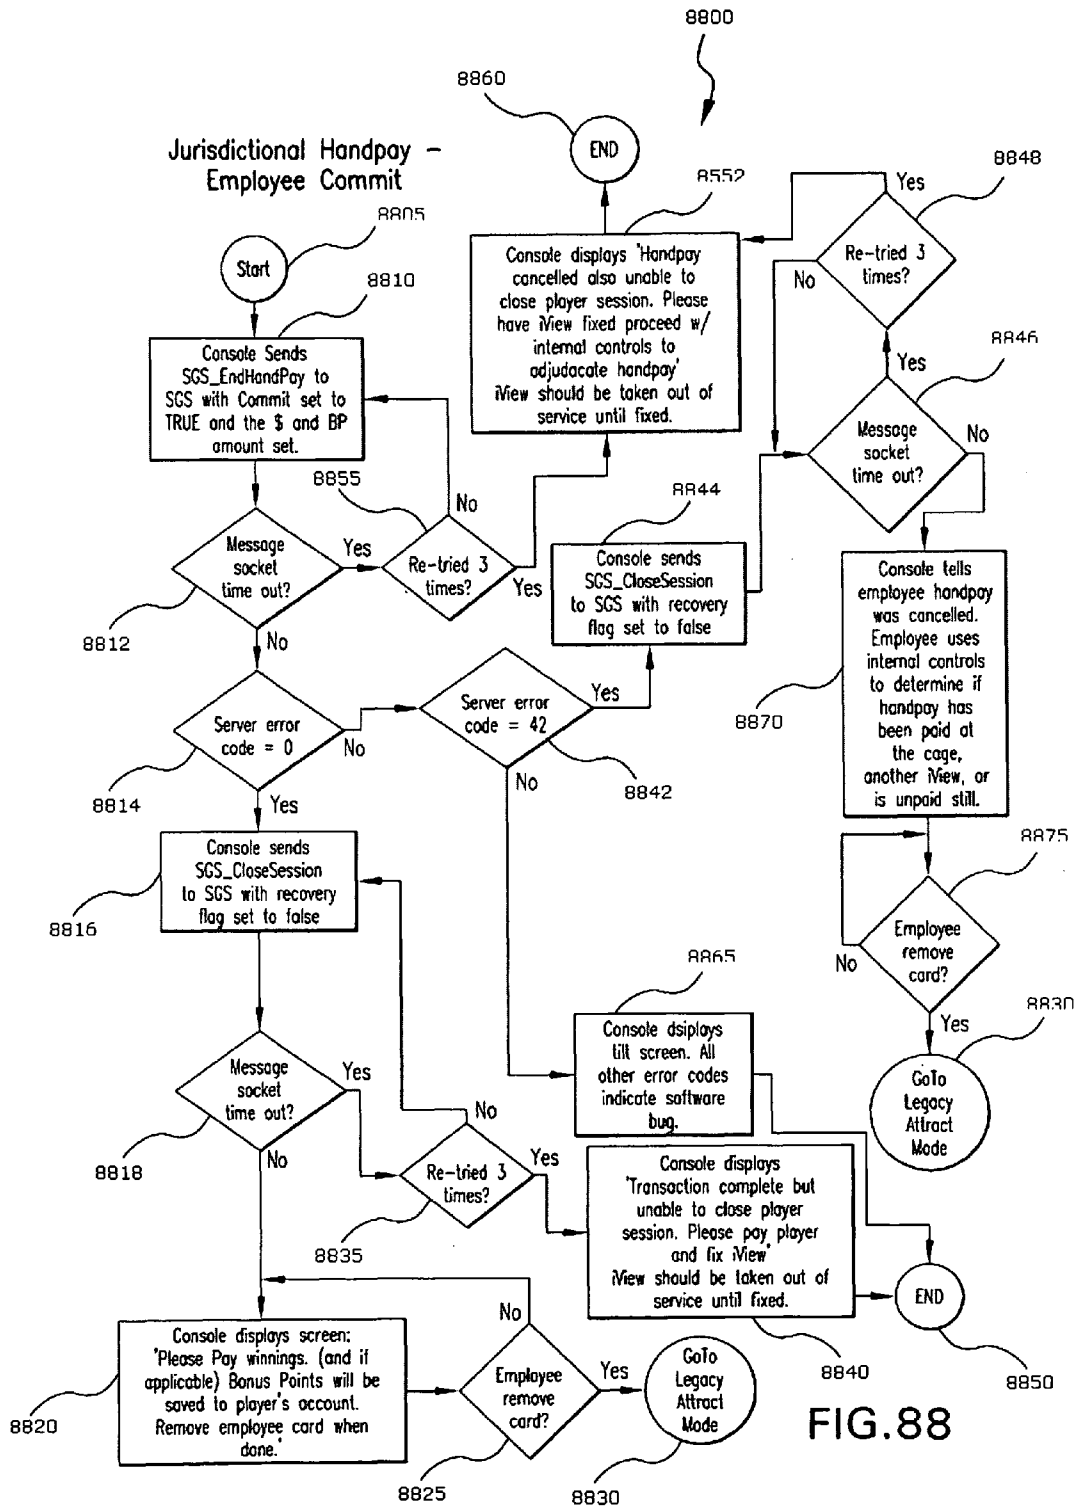 8800
8860
END
Jurisdictional Handpay –
Employee Commit
8805
Start
8810
Console Sends
SGS_EndHandPay to
SGS with Commit set to
TRUE and the $ and BP
amount set.
8552
Console displays 'Handpay
cancelled also unable to
close player session. Please
have iView fixed proceed w/
internal controls to
adjudacate handpay'
iView should be taken out of
service until fixed.
8848
Yes
Re-tried 3
times?
No
Yes
8846
Message
socket
time out?
No
8855
No
Re-tried 3
times?
Yes
Message
socket
time out?
Yes
8812
No
8844
Console sends
SGS_CloseSession
to SGS with recovery
flag set to false
Console tells
employee handpay
was cancelled.
Employee uses
internal controls
to determine if
handpay has
been paid at
the cage,
another iView, or
is unpaid still.
8870
Server error
code = 0
No
8814
Yes
Server error
code = 42
Yes
No
8842
Console sends
SGS_CloseSession
to SGS with recovery
flag set to false
8816
8875
Employee
remove
card?
No
Yes
8830
GoTo
Legacy
Attract
Mode
8865
Console dsiplays
tilt screen. All
other error codes
indicate software
bug.
Message
socket
time out?
Yes
8818
No
No
Re-tried 3
times?
Yes
8835
Console displays
'Transaction complete but
unable to close player
session. Please pay player
and fix iView'
iView should be taken out of
service until fixed.
8840
END
8850
Console displays screen:
'Please Pay winnings. (and if
applicable) Bonus Points will be
saved to player's account.
Remove employee card when
done.'
8820
No
Employee
remove
card?
Yes
8825
GoTo
Legacy
Attract
Mode
8830
FIG.88